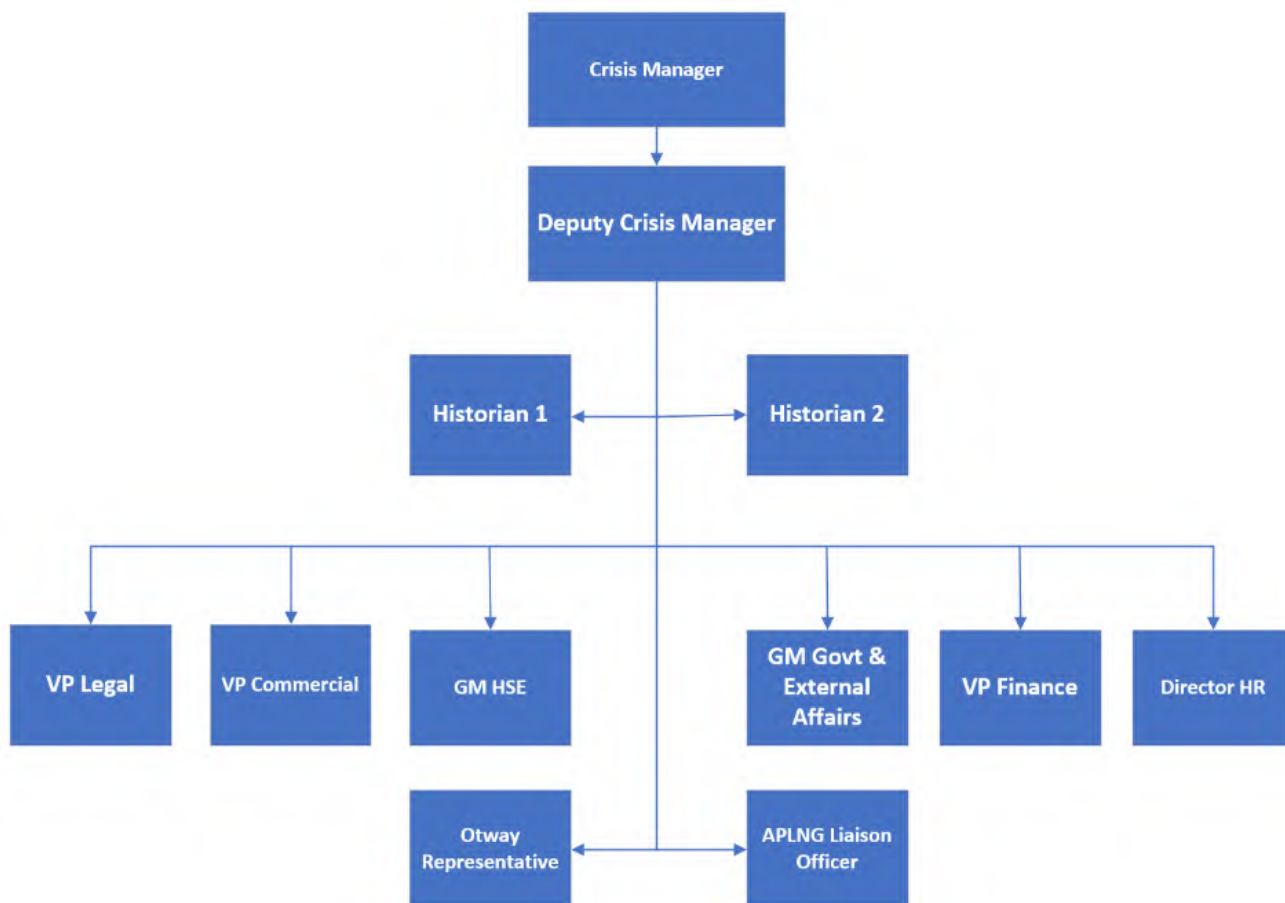 Crisis Manager
Deputy Crisis Manager
Historian 1
Historian 2
VP Legal
VP Commercial
GM HSE
GM Govt &
External
Affairs
VP Finance
Director HR
Otway
Representative
APLNG Liaison
Officer